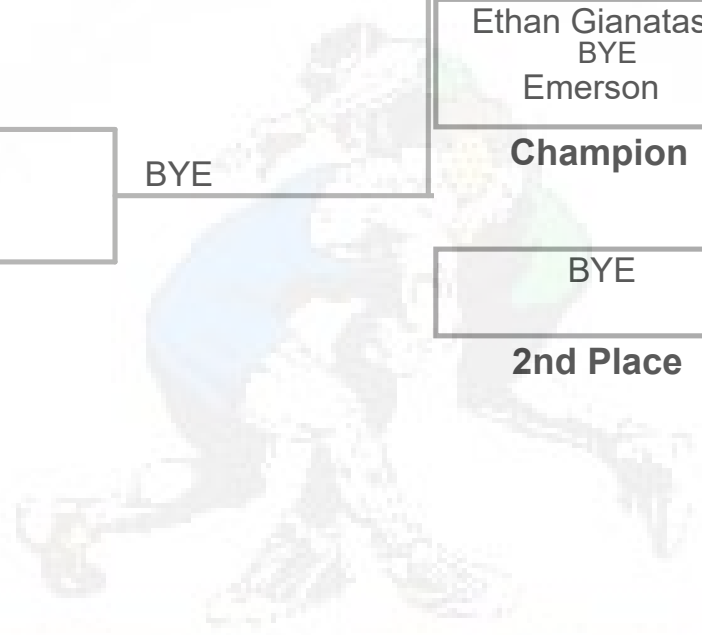 Ethan Gianatas
BYE
Emerson
Champion
BYE
BYE
2nd Place